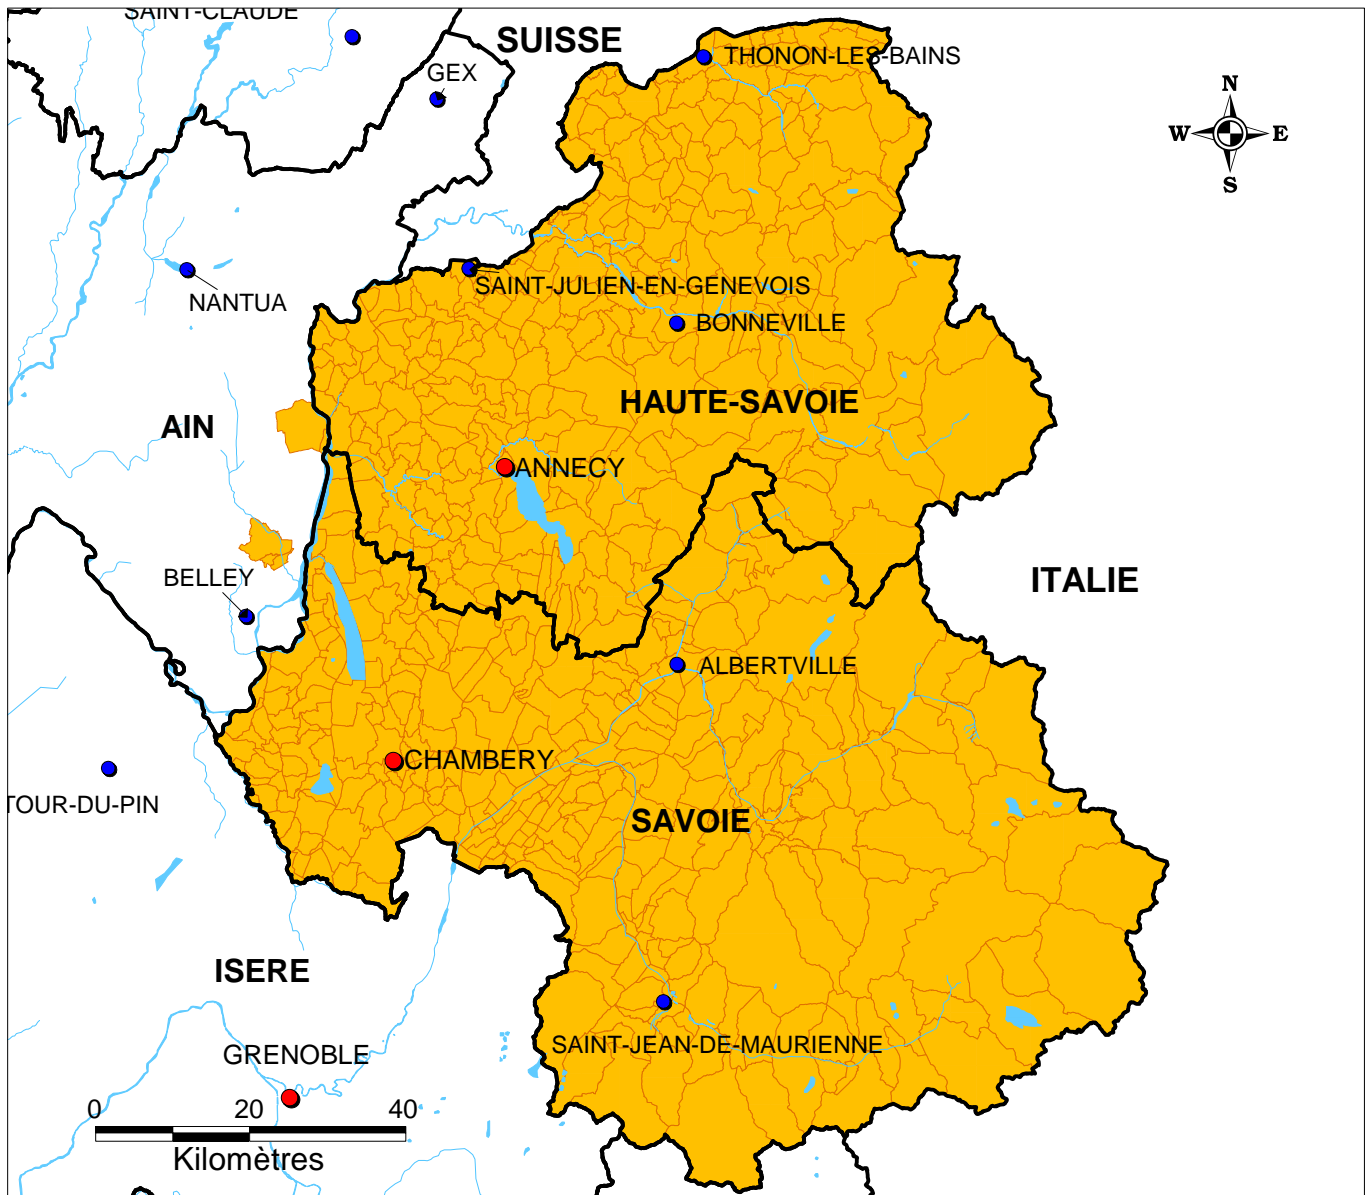 SAINT-CLAUDE
SUISSE
THONON-LES-BAINS
GEX
N
W E
S
SAINT-JULIEN-EN-GENEVOIS
NANTUA
BONNEVILLE
HAUTE-SAVOIE
AIN
ANNECY
BELLEY
ITALIE
ALBERTVILLE
CHAMBERY
TOUR-DU-PIN
SAVOIE
ISERE
SAINT-JEAN-DE-MAURIENNE
GRENOBLE
0 20 40
Kilomètres